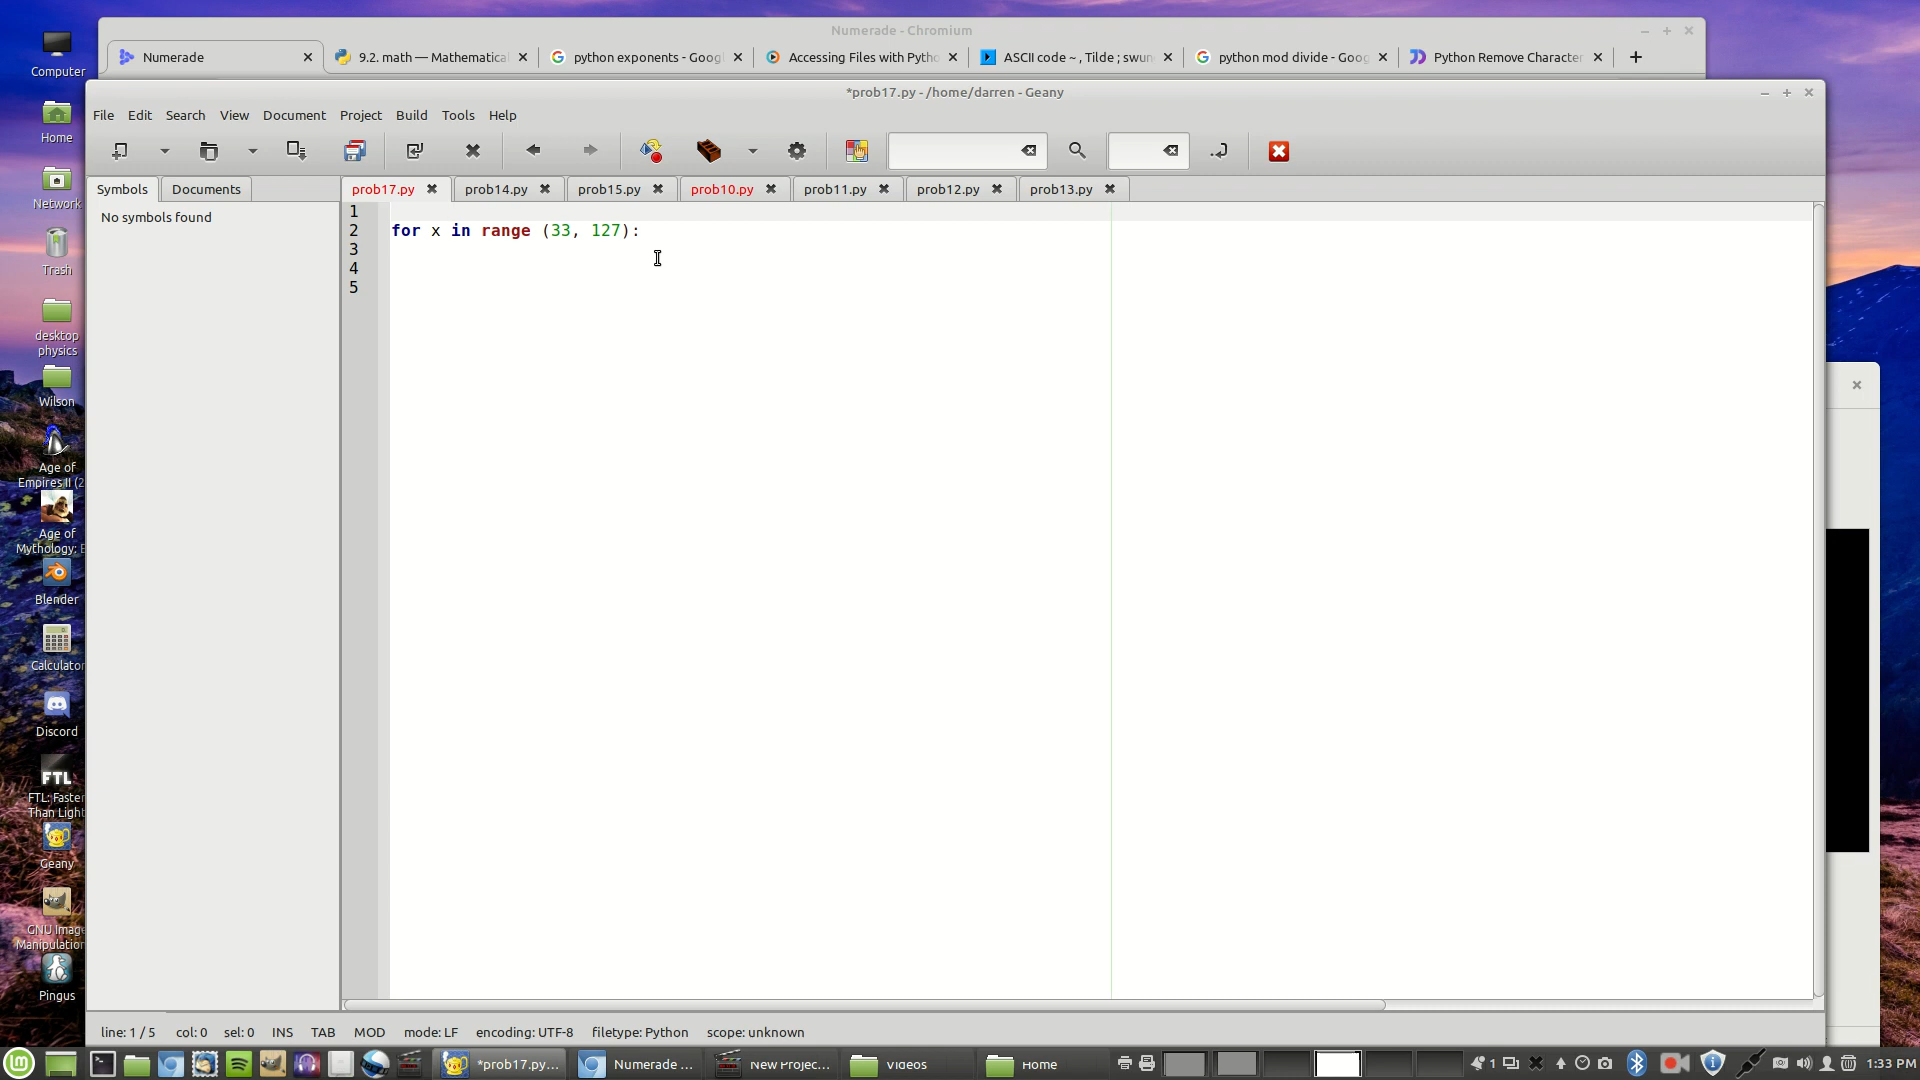 Numerade - Chromium
Numerade
9.2. math — Mathematical
python exponents - Googl
Accessing Files with Pytho
ASCII code ~ , Tilde ; swun
python mod divide - Goog
Python Remove Character
*prob17.py - /home/darren - Geany
File Edit Search View Document Project Build Tools Help
Symbols Documents
prob17.py prob14.py prob15.py prob10.py prob11.py prob12.py prob13.py
No symbols found
1
2 for x in range (33, 127):
3
4
5
Computer
Home
Network
Trash
desktop
physics
Wilson
Age of
Empires II (2
Age of
Mythology: E
Blender
Calculator
Discord
FTL
FTL: Faster
Than Light
Geany
GNU Image
Manipulation
Pingus
line: 1 / 5 col: 0 sel: 0 INS TAB MOD mode: LF encoding: UTF-8 filetype: Python scope: unknown
*prob17.py... Numerade ... New Projec... Videos Home 1 1:33 PM